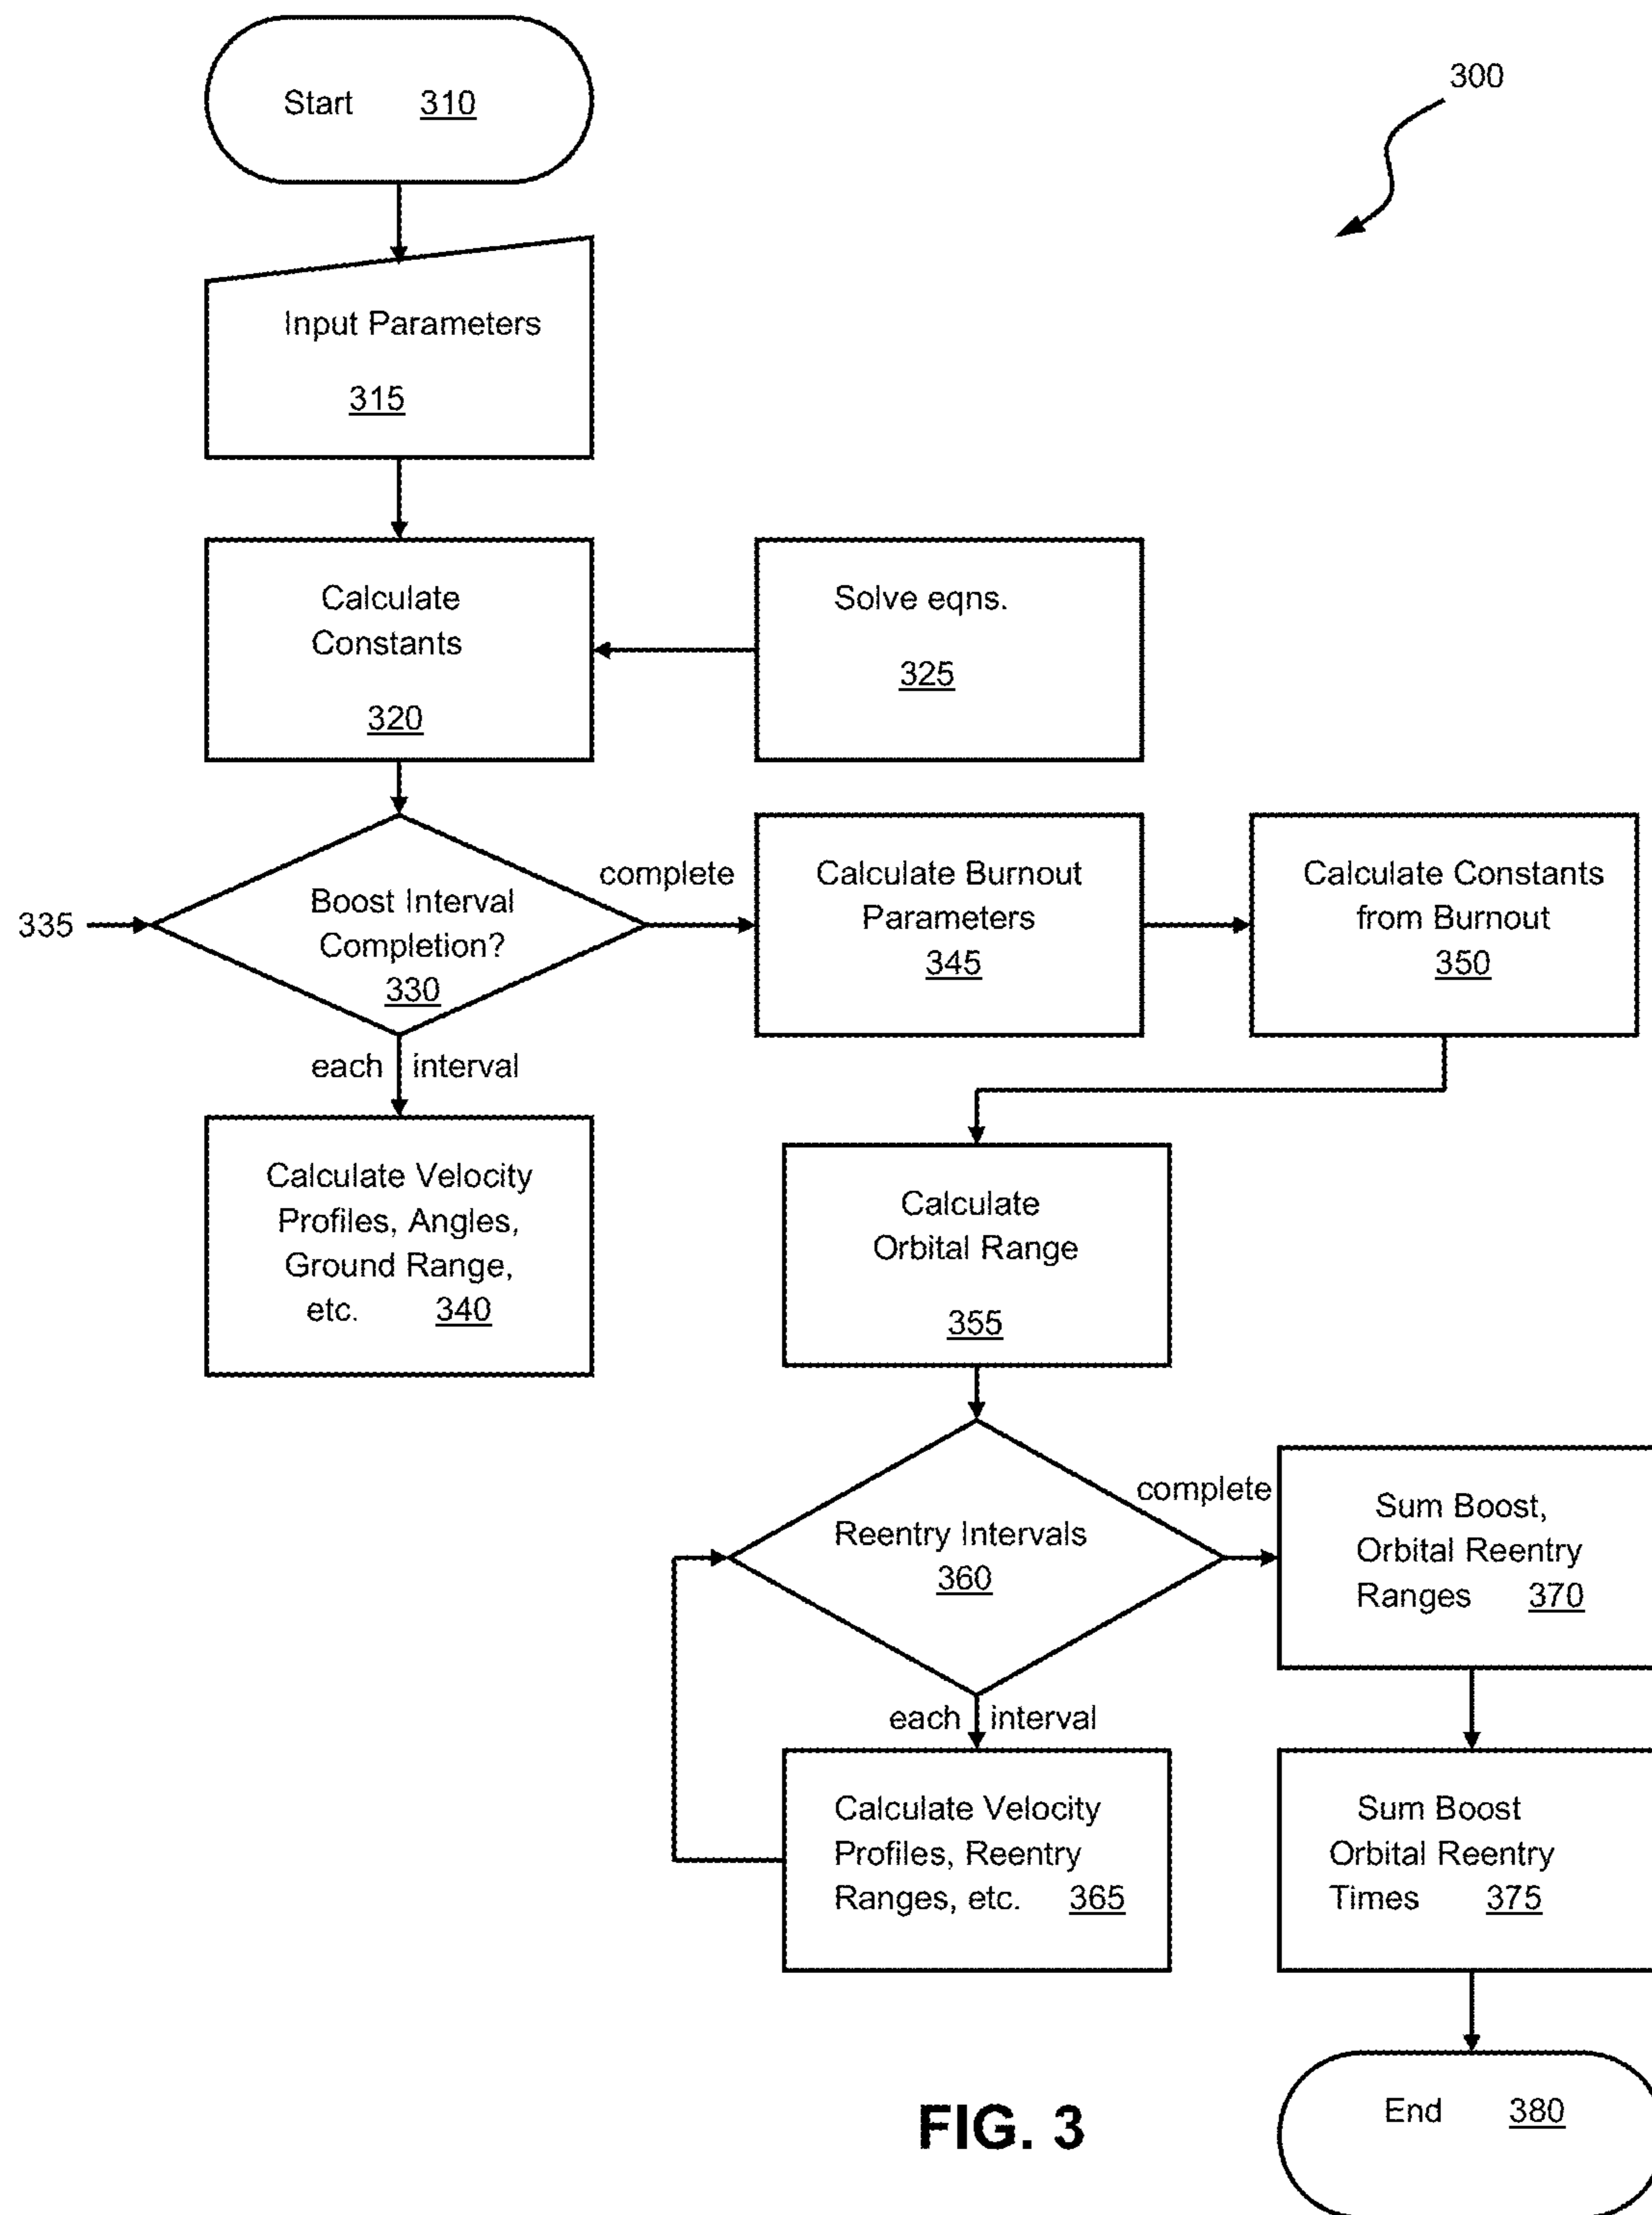 300
Start 310
Input Parameters
315
Calculate
Constants
320
Solve eqns.
325
335
Boost Interval
Completion?
330
complete
each interval
Calculate Velocity
Profiles, Angles,
Ground Range,
etc. 340
Calculate Burnout
Parameters
345
Calculate Constants
from Burnout
350
Calculate
Orbital Range
355
Reentry Intervals
360
complete
each interval
Calculate Velocity
Profiles, Reentry
Ranges, etc. 365
Sum Boost,
Orbital Reentry
Ranges 370
Sum Boost
Orbital Reentry
Times 375
End 380
FIG. 3